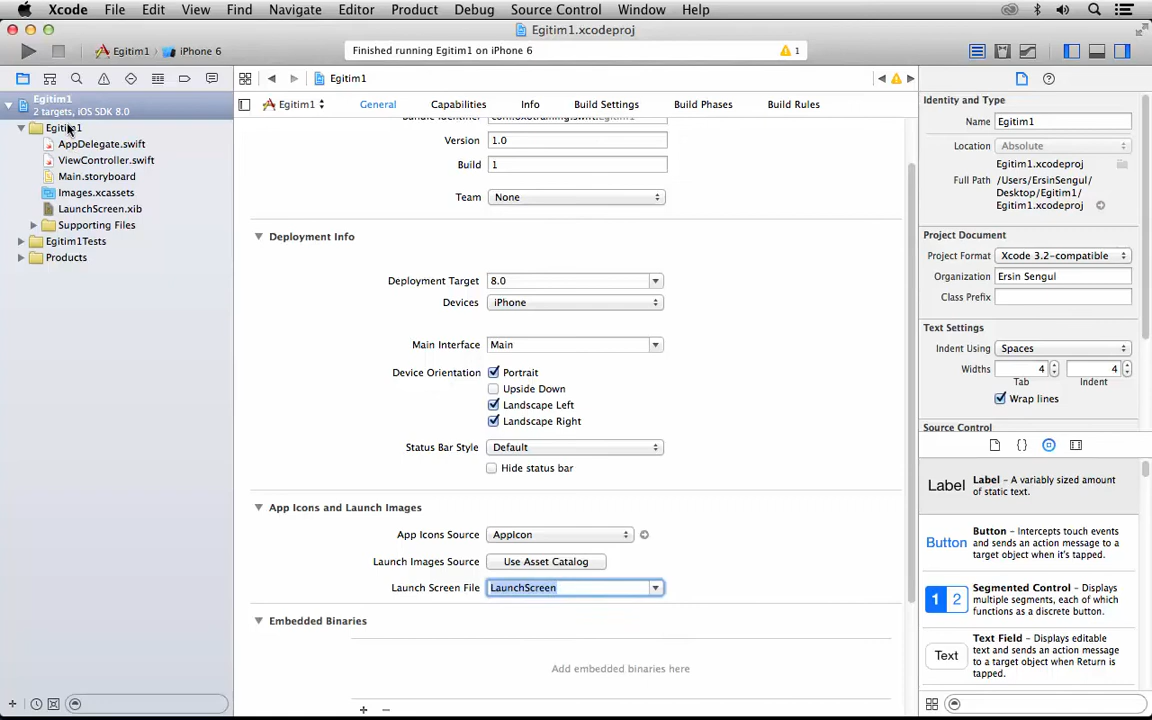 Xcode File Edit View Find Navigate Editor Product Debug Source Control Window Help
Egitim1.xcodeproj
Egitim1 iPhone 6
Finished running Egitim1 on iPhone 6
1
Egitim1
2 targets, iOS SDK 8.0
Egitim1
AppDelegate.swift
ViewController.swift
Main.storyboard
Images.xcassets
LaunchScreen.xib
Supporting Files
Egitim1Tests
Products
Egitim1
Egitim1 General Capabilities Info Build Settings Build Phases Build Rules
Version 1.0
Build 1
Team None
Deployment Info
Deployment Target 8.0
Devices iPhone
Main Interface Main
Device Orientation Portrait
Upside Down
Landscape Left
Landscape Right
Status Bar Style Default
Hide status bar
App Icons and Launch Images
App Icons Source AppIcon
Launch Images Source Use Asset Catalog
Launch Screen File LaunchScreen
Embedded Binaries
Add embedded binaries here
Identity and Type
Name Egitim1
Location Absolute
Egitim1.xcodeproj
Full Path /Users/ErsinSengul/
Desktop/Egitim1/
Egitim1.xcodeproj
Project Document
Project Format Xcode 3.2-compatible
Organization Ersin Sengul
Class Prefix
Text Settings
Indent Using Spaces
Widths 4 4
Tab Indent
Wrap lines
Source Control
Label Label – A variably sized amount
of static text.
Button Button – Intercepts touch events
and sends an action message to a
target object when it's tapped.
1 2 Segmented Control – Displays
multiple segments, each of which
functions as a discrete button.
Text Text Field – Displays editable
text and sends an action message
to a target object when Return is
tapped.